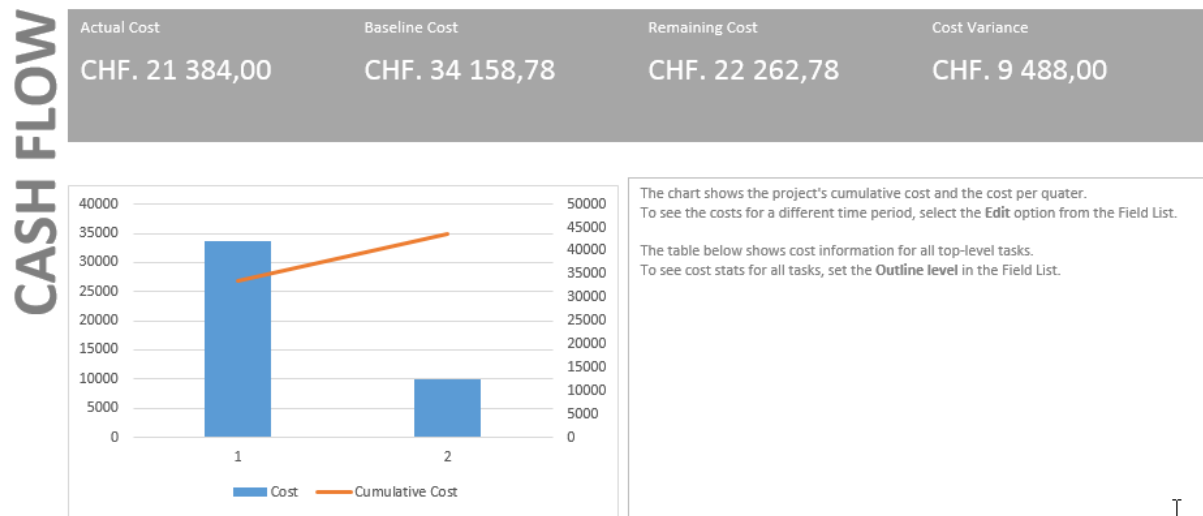 CASH FLOW
Actual Cost
CHF. 21 384,00
Baseline Cost
CHF. 34 158,78
Remaining Cost
CHF. 22 262,78
Cost Variance
CHF. 9 488,00
40000
35000
30000
25000
20000
15000
10000
5000
0
50000
45000
40000
35000
30000
25000
20000
15000
10000
5000
0
1
2
Cost
Cumulative Cost
The chart shows the project's cumulative cost and the cost per quater.
To see the costs for a different time period, select the Edit option from the Field List.
The table below shows cost information for all top-level tasks.
To see cost stats for all tasks, set the Outline level in the Field List.